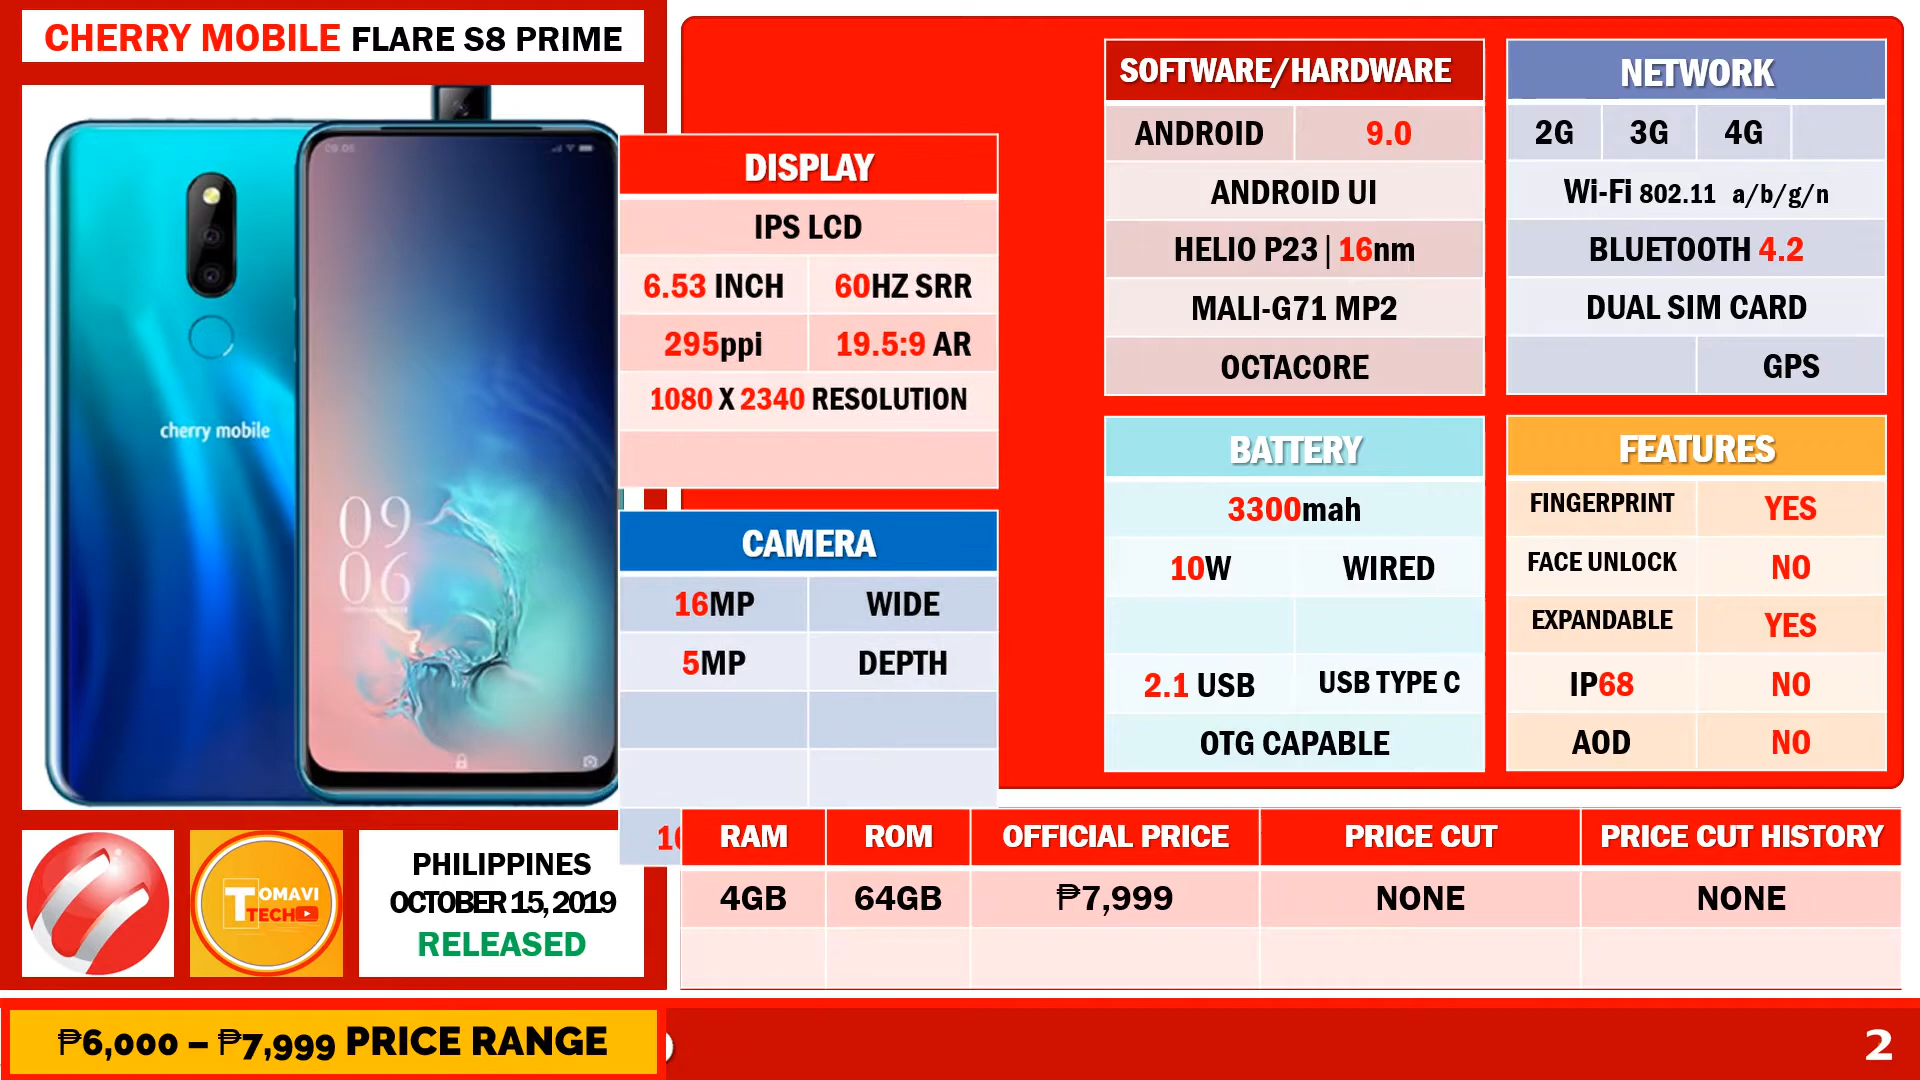 CHERRY MOBILE FLARE S8 PRIME
09:05
cherry mobile
09
06
DISPLAY
IPS LCD
6.53 INCH 60HZ SRR
295ppi 19.5:9 AR
1080 X 2340 RESOLUTION
CAMERA
16MP WIDE
5MP DEPTH
SOFTWARE/HARDWARE
ANDROID 9.0
ANDROID UI
HELIO P23 | 16nm
MALI-G71 MP2
OCTACORE
NETWORK
2G 3G 4G
Wi-Fi 802.11 a/b/g/n
BLUETOOTH 4.2
DUAL SIM CARD
GPS
BATTERY
3300mah
10W WIRED
2.1 USB USB TYPE C
OTG CAPABLE
FEATURES
FINGERPRINT YES
FACE UNLOCK NO
EXPANDABLE YES
IP68 NO
AOD NO
RAM ROM OFFICIAL PRICE PRICE CUT PRICE CUT HISTORY
4GB 64GB ₱7,999 NONE NONE
TOMAVI
TECH
PHILIPPINES
OCTOBER 15, 2019
RELEASED
₱6,000 – ₱7,999 PRICE RANGE
2